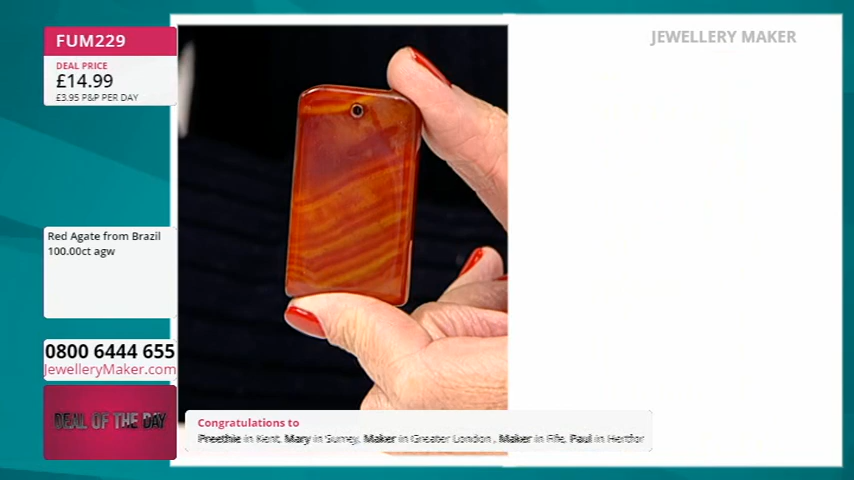 FUM229
DEAL PRICE
£14.99
£3.95 P&P PER DAY
JEWELLERY MAKER
Red Agate from Brazil
100.00ct agw
0800 6444 655
JewelleryMaker.com
DEAL OF THE DAY
Congratulations to
Preethie in Kent, Mary in Surrey, Maker in Greater London , Maker in Fife, Paul in Hertfor